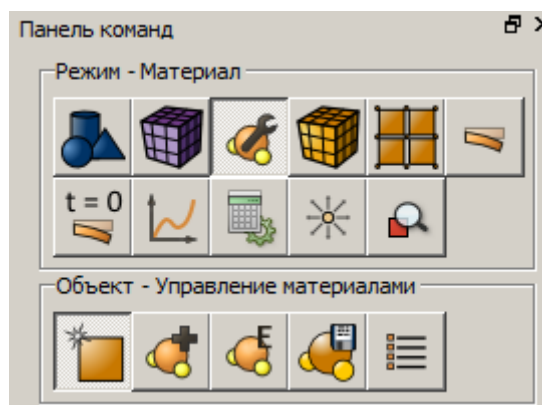 Панель команд
Режим - Материал
t = 0
Объект - Управление материалами
E